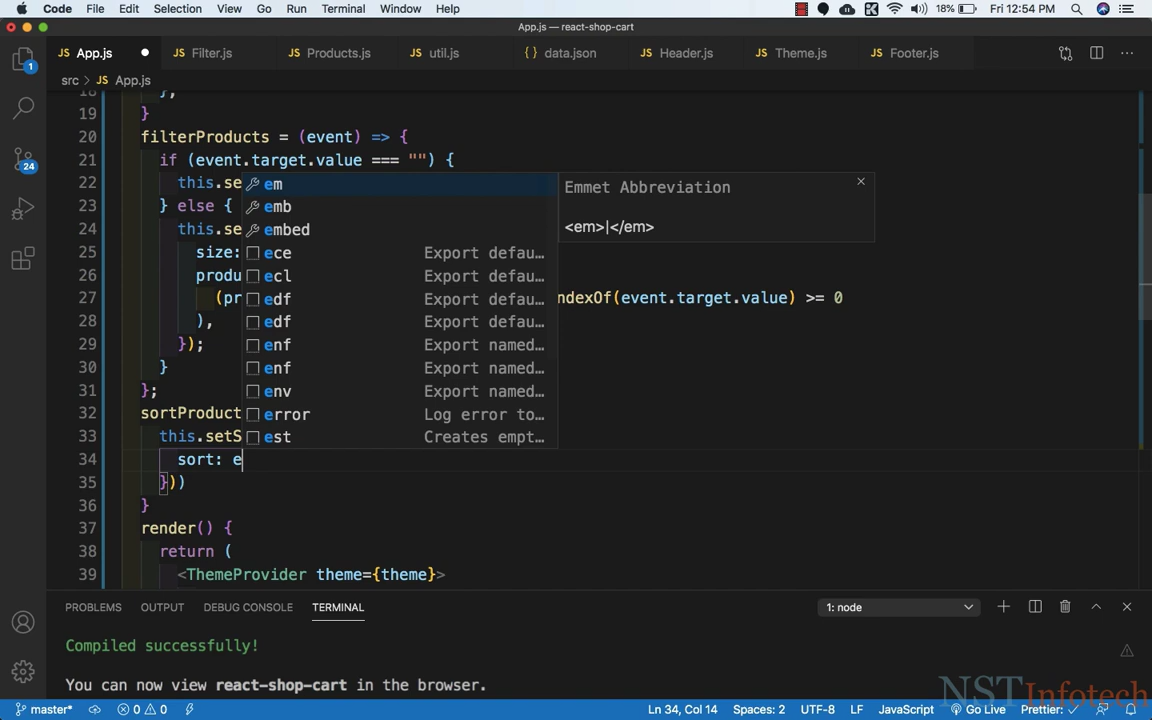 Code File Edit Selection View Go Run Terminal Window Help 18% Fri 12:54 PM
App.js — react-shop-cart
JS App.js JS Filter.js JS Products.js JS util.js { } data.json JS Header.js JS Theme.js JS Footer.js
1
src > JS App.js
18 },
19 }
20 filterProducts = (event) => {
21 if (event.target.value === "") {
22 this.se
23 } else {
24 this.se
25 size:
26 produ
27 (pr ndexOf(event.target.value) >= 0
28 ),
29 });
30 }
31 };
32 sortProduct
33 this.setS
34 sort: e
35 }))
36 }
37 render() {
38 return (
39 <ThemeProvider theme={theme}>
24
em
emb
embed
ece Export defau…
ecl Export defau…
edf Export defau…
edf Export defau…
enf Export named…
enf Export named…
env Export named…
error Log error to…
est Creates empt…
Emmet Abbreviation
<em>|</em>
PROBLEMS OUTPUT DEBUG CONSOLE TERMINAL 1: node
Compiled successfully!
You can now view react-shop-cart in the browser.
NSTInfotech
master* 0 0 Ln 34, Col 14 Spaces: 2 UTF-8 LF JavaScript Go Live Prettier: ✓